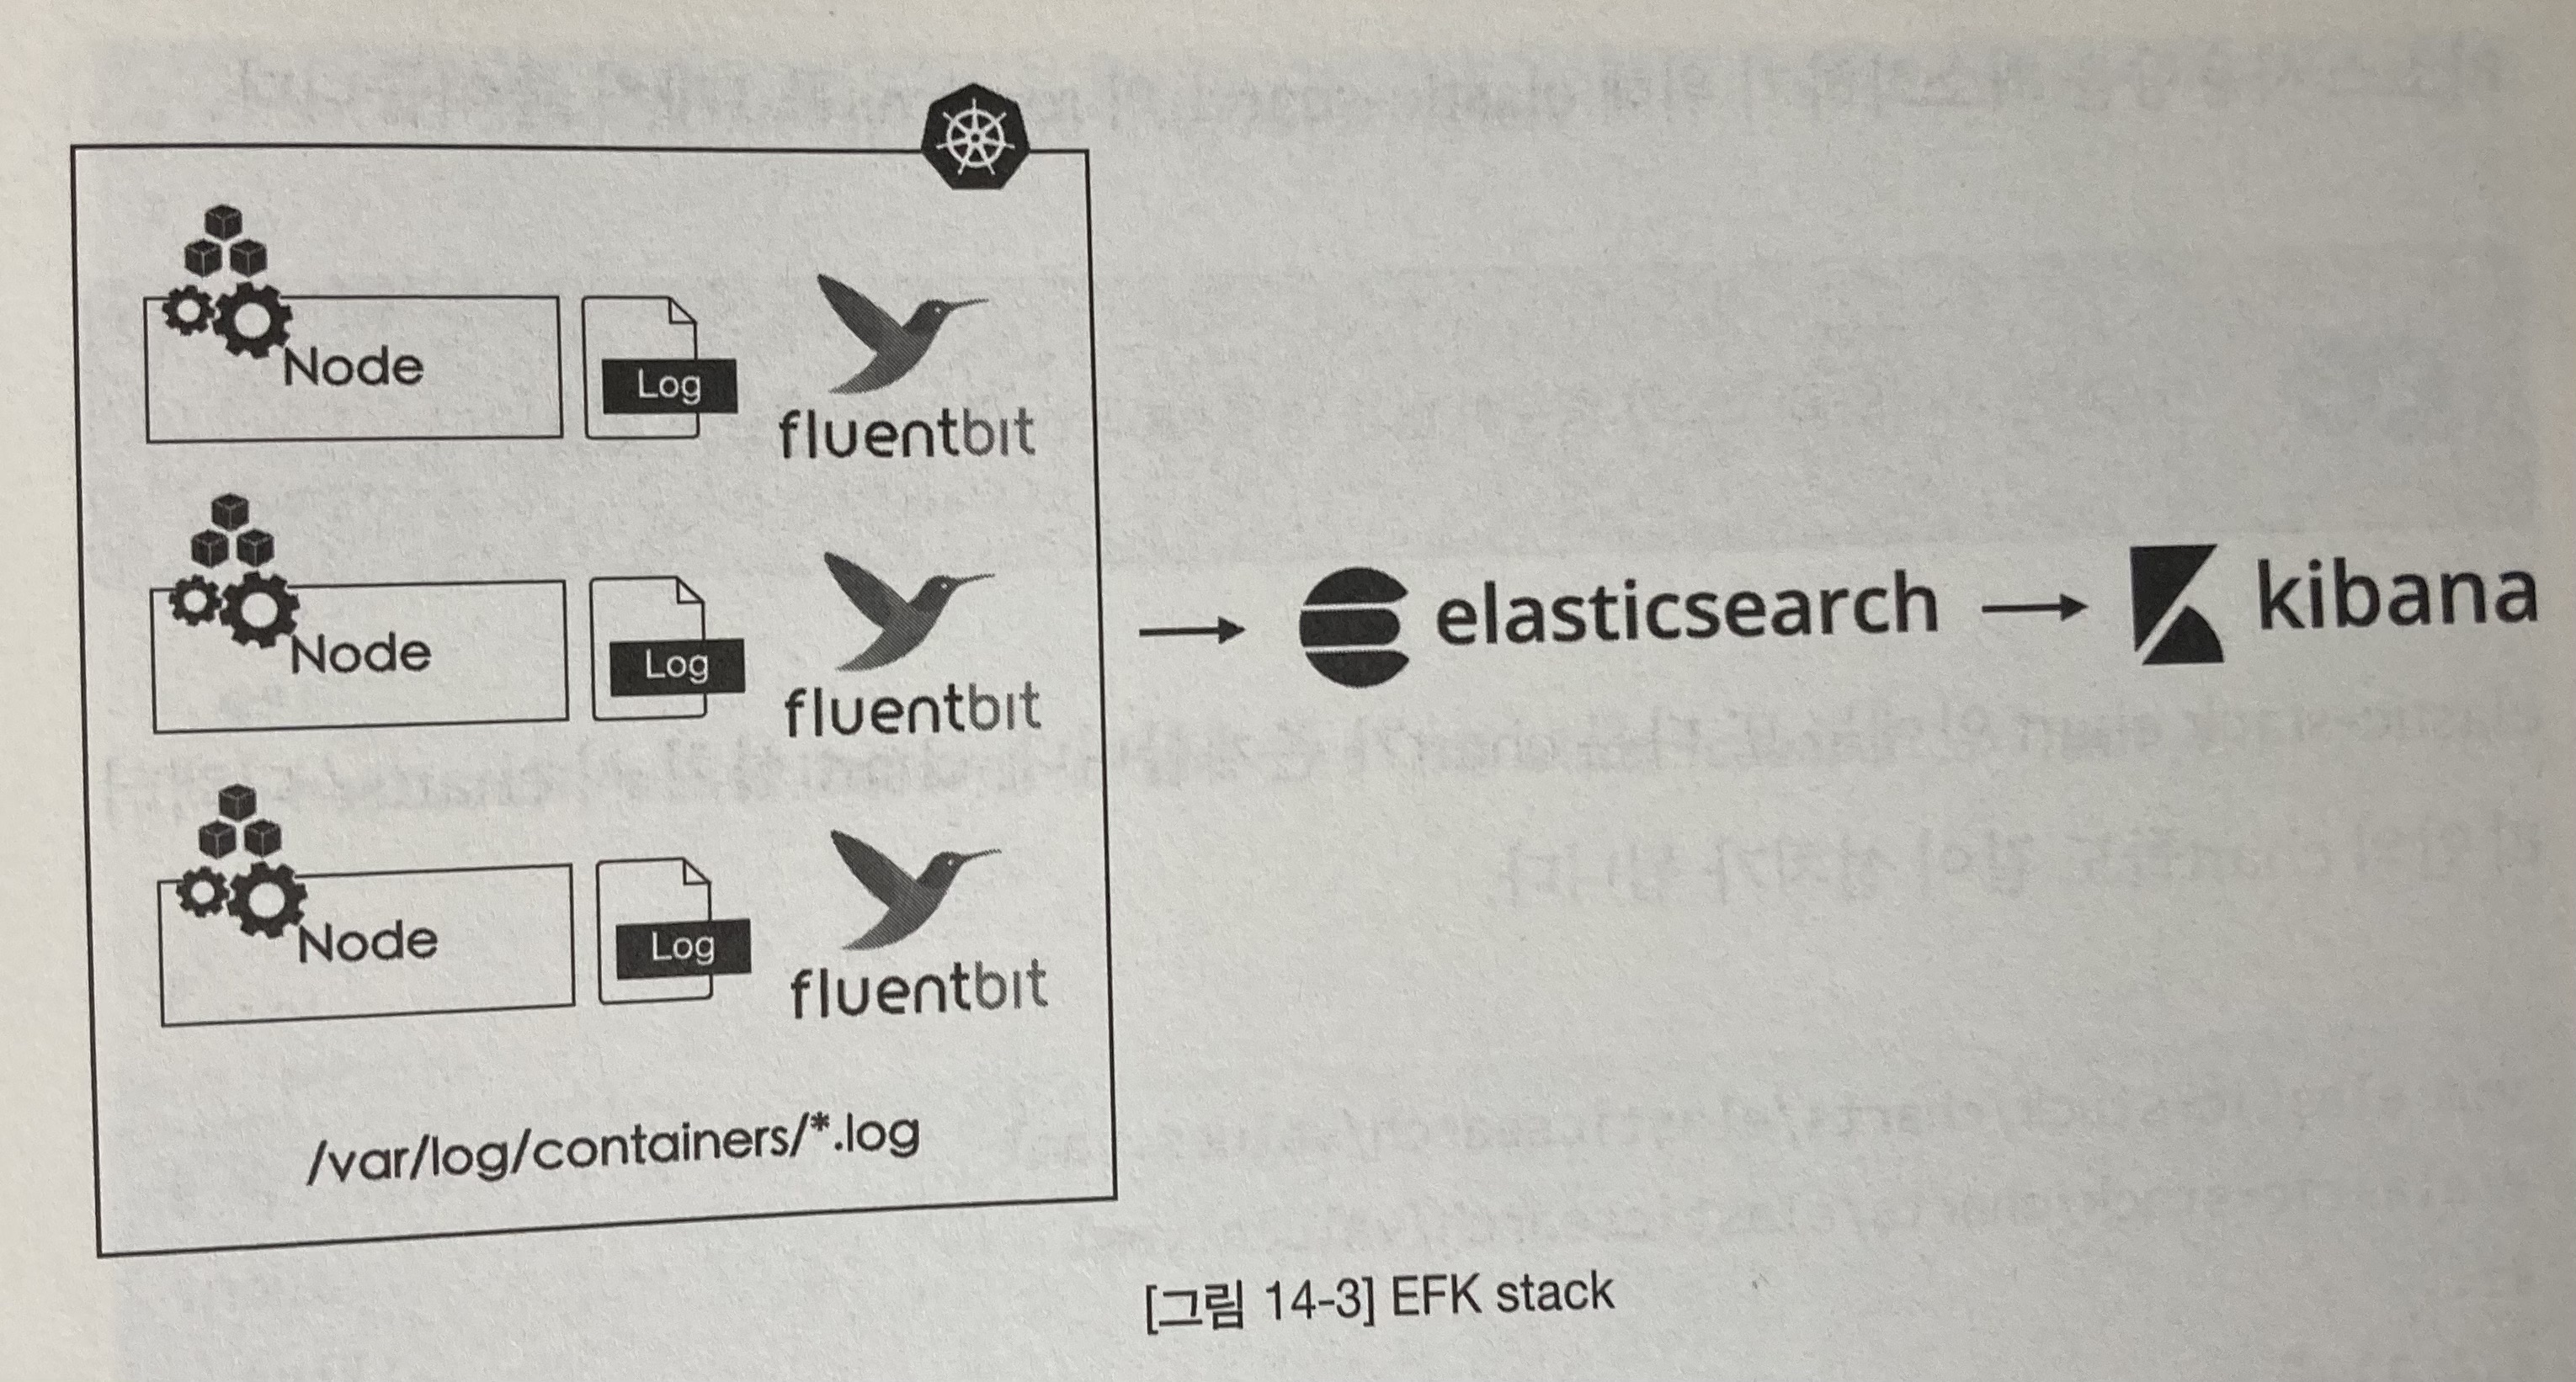 Node
Log
fluentbit
Node
Log
fluentbit
elasticsearch
kibana
Node
Log
fluentbit
/var/log/containers/*.log
[그림 14-3] EFK stack